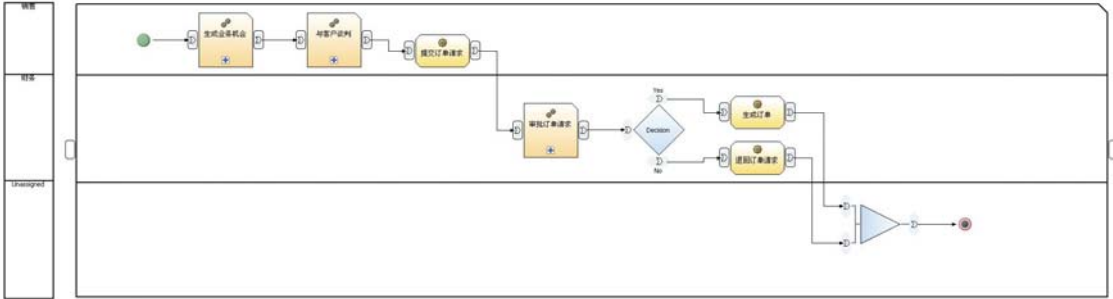 销售
生成业务机会
与客户谈判
提交订单请求
财务
审批订单请求
Decision
Yes
No
生成订单
退回订单请求
Unassigned